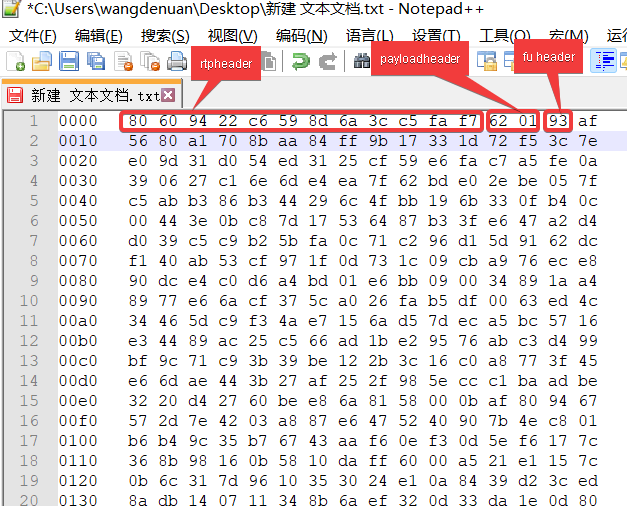 *C:\Users\wangdenuan\Desktop\新建 文本文档.txt - Notepad++
文件(F) 编辑(E) 搜索(S) 视图(V) 编码(N) 语言(L) 设置(T) 工具(O) 宏(M) 运行
rtpheader
payloadheader
fu header
新建 文本文档.txt
1 0000 80 60 94 22 c6 59 8d 6a 3c c5 fa f7 62 01 93 af
2 0010 56 80 a1 70 8b aa 84 ff 9b 17 33 1d 72 f5 3c 7e
3 0020 e0 9d 31 d0 54 ed 31 25 cf 59 e6 fa c7 a5 fe 0a
4 0030 39 06 27 c1 6e 6d e4 ea 7f 62 bd e0 2e be 05 7f
5 0040 c5 ab b3 86 b3 44 29 6c 4f bb 19 6b 33 0f b4 0c
6 0050 00 44 3e 0b c8 7d 17 53 64 87 b3 3f e6 47 a2 d4
7 0060 d0 39 c5 c9 b2 5b fa 0c 71 c2 96 d1 5d 91 62 dc
8 0070 f1 40 ab 53 cf 97 1f 0d 73 1c 09 cb a9 76 ec e8
9 0080 90 dc e4 c0 d6 a4 bd 01 e6 bb 09 00 34 89 1a a4
10 0090 89 77 e6 6a cf 37 5c a0 26 fa b5 df 00 63 ed 4c
11 00a0 34 46 5d c9 f3 4a e7 15 6a d5 7d ec a5 bc 57 16
12 00b0 e3 44 89 ac 25 c5 66 ad 1b e2 95 76 ab c3 d4 99
13 00c0 bf 9c 71 c9 3b 39 be 12 2b 3c 16 c0 a8 77 3f 45
14 00d0 e6 6d ae 44 3b 27 af 25 2f 98 5e cc c1 ba ad be
15 00e0 32 20 d4 27 60 be e8 6a 81 58 00 0b af 80 94 67
16 00f0 57 2d 7e 42 03 a8 87 e6 47 52 40 90 7b 4e c8 01
17 0100 b6 b4 9c 35 b7 67 43 aa f6 0e f3 0d 5e f6 17 7c
18 0110 36 8b 98 16 0b 58 10 da ff 60 00 a5 21 e1 15 7c
19 0120 0b 6c 31 7d 96 10 35 30 24 e1 0a 84 39 d2 3c ed
20 0130 8a db 14 07 11 34 8b 6a ef 32 0d 33 da 1e 0d 80